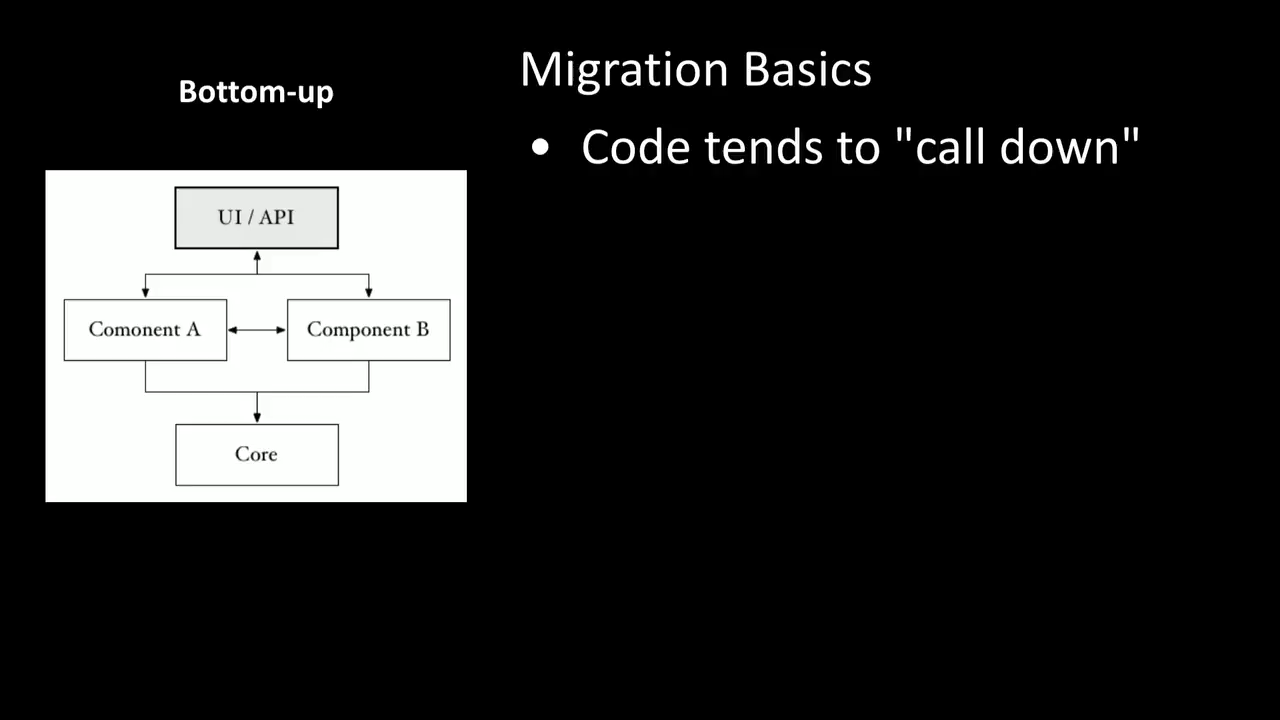 Migration Basics
Bottom-up
• Code tends to "call down"
UI / API
Comonent A
Component B
Core